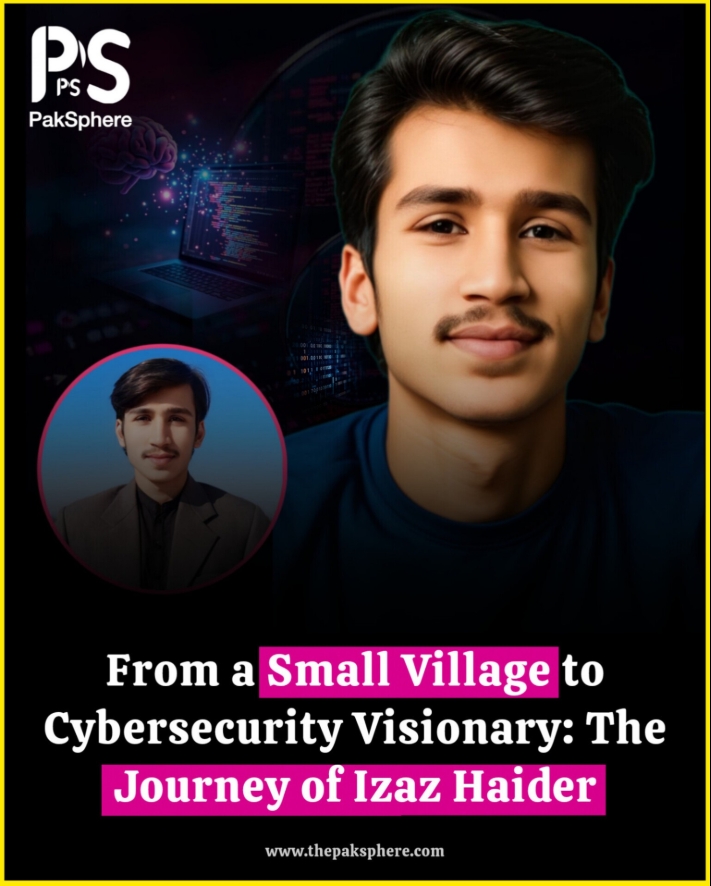 PS
PS
PakSphere
From a Small Village to
Cybersecurity Visionary: The
Journey of Izaz Haider
www.thepaksphere.com